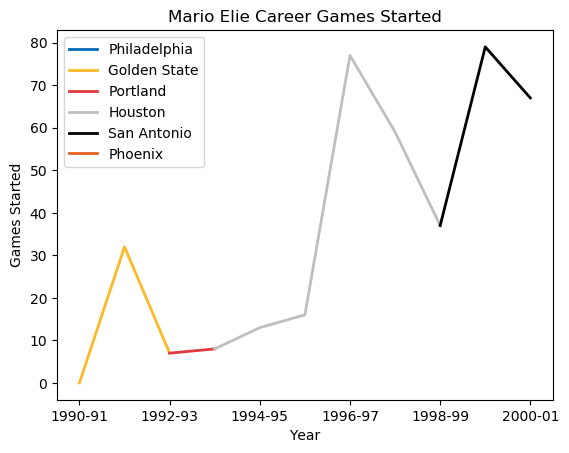 Mario Elie Career Games Started
Philadelphia
Golden State
Portland
Houston
San Antonio
Phoenix
80
70
60
50
40
30
20
10
0
Games Started
1990-91 1992-93 1994-95 1996-97 1998-99 2000-01
Year